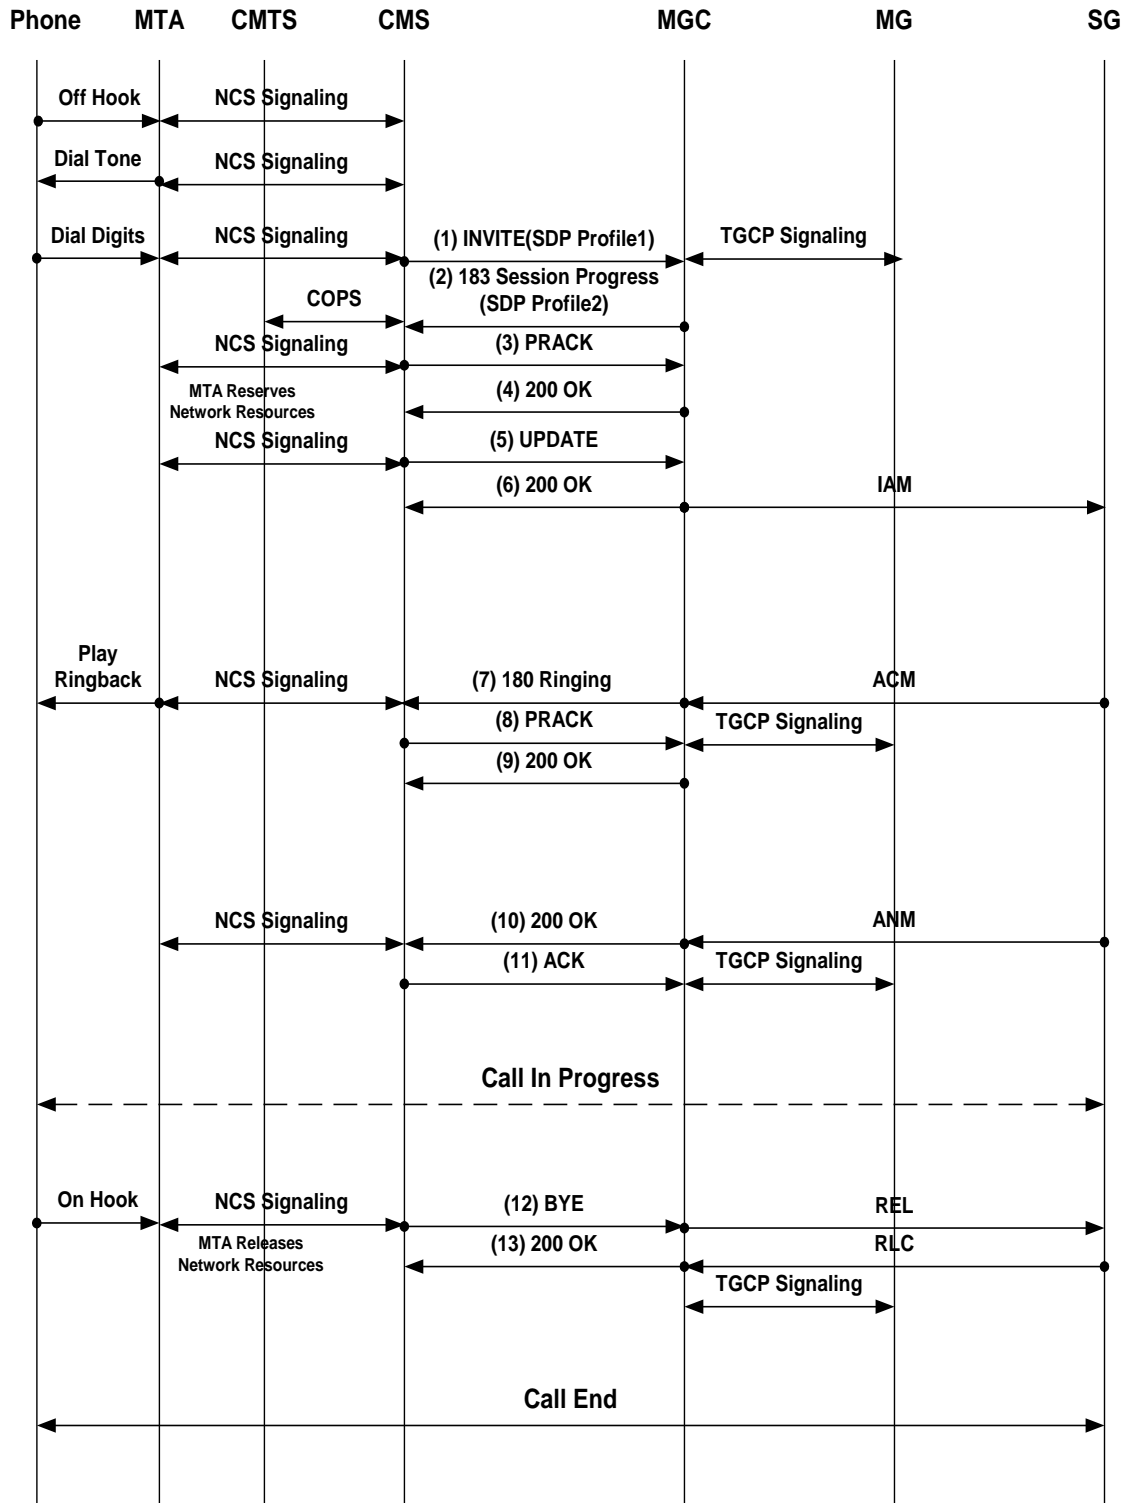 Phone MTA CMTS CMS MGC MG SG
Off Hook NCS Signaling
Dial Tone NCS Signaling
Dial Digits NCS Signaling (1) INVITE(SDP Profile1) TGCP Signaling
(2) 183 Session Progress
(SDP Profile2)
COPS
NCS Signaling (3) PRACK
MTA Reserves
Network Resources
(4) 200 OK
NCS Signaling (5) UPDATE
(6) 200 OK IAM
Play
Ringback NCS Signaling (7) 180 Ringing ACM
(8) PRACK TGCP Signaling
(9) 200 OK
NCS Signaling (10) 200 OK ANM
(11) ACK TGCP Signaling
Call In Progress
On Hook NCS Signaling (12) BYE REL
MTA Releases
Network Resources
(13) 200 OK RLC
TGCP Signaling
Call End